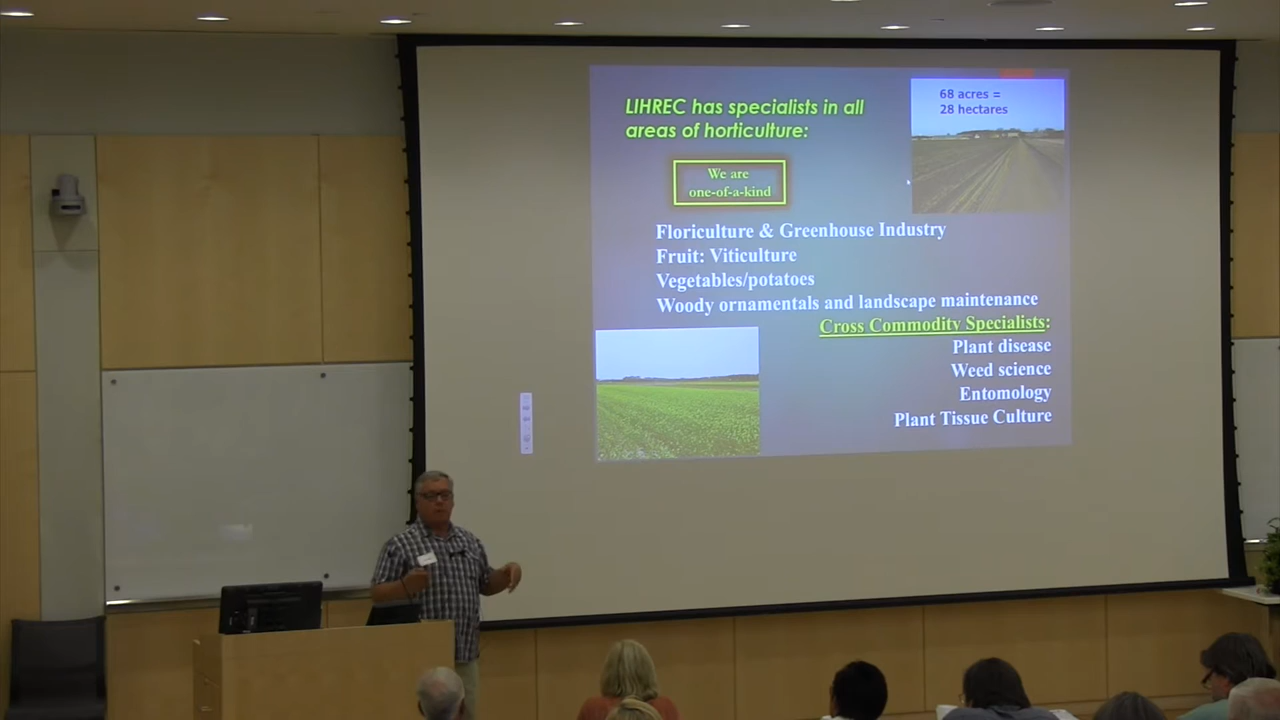 LIHREC has specialists in all
areas of horticulture:
68 acres =
28 hectares
We are
one-of-a-kind
Floriculture & Greenhouse Industry
Fruit: Viticulture
Vegetables/potatoes
Woody ornamentals and landscape maintenance
Cross Commodity Specialists:
Plant disease
Weed science
Entomology
Plant Tissue Culture